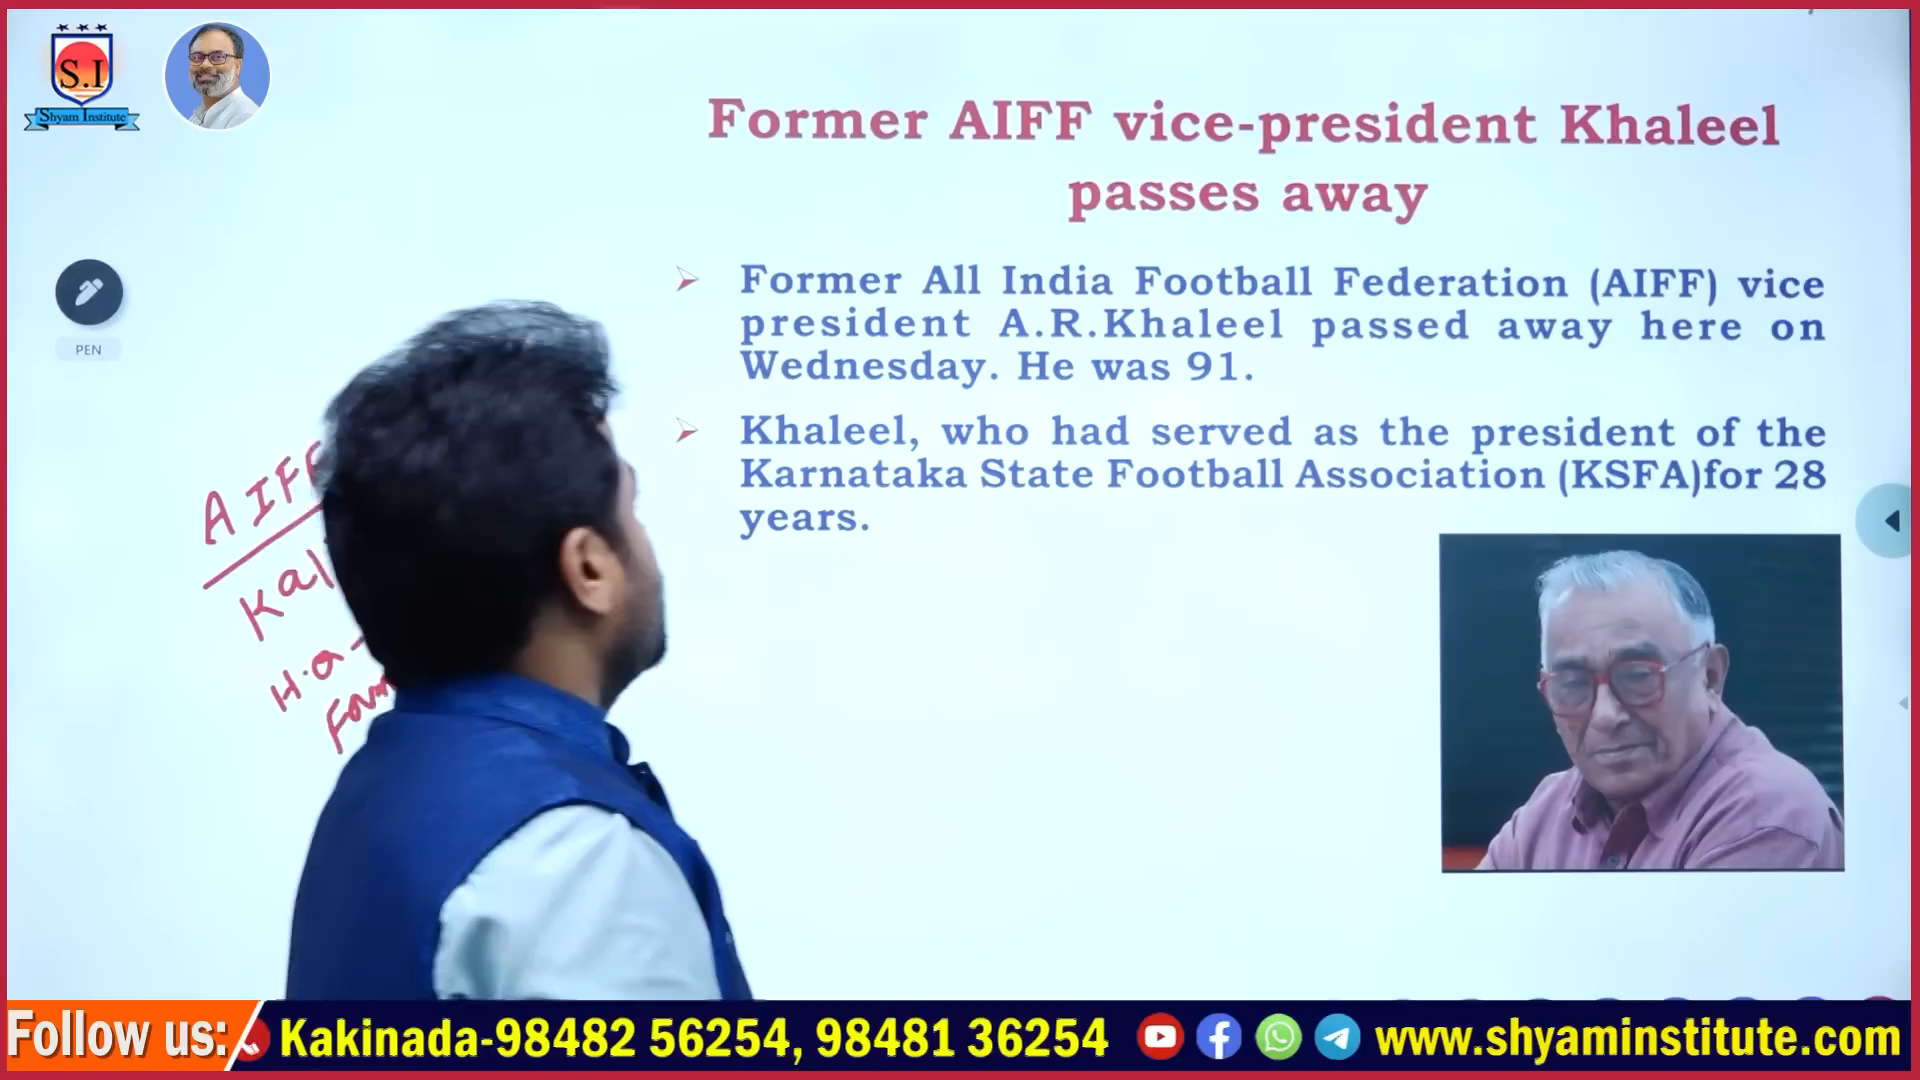 S.I
Shyam Institute
Former AIFF vice-president Khaleel
passes away
PEN
Former All India Football Federation (AIFF) vice
president A.R.Khaleel passed away here on
Wednesday. He was 91.
Khaleel, who had served as the president of the
Karnataka State Football Association (KSFA)for 28
years.
AIFF
Kal
H.a-
Follow us:
Kakinada-98482 56254, 98481 36254
www.shyaminstitute.com